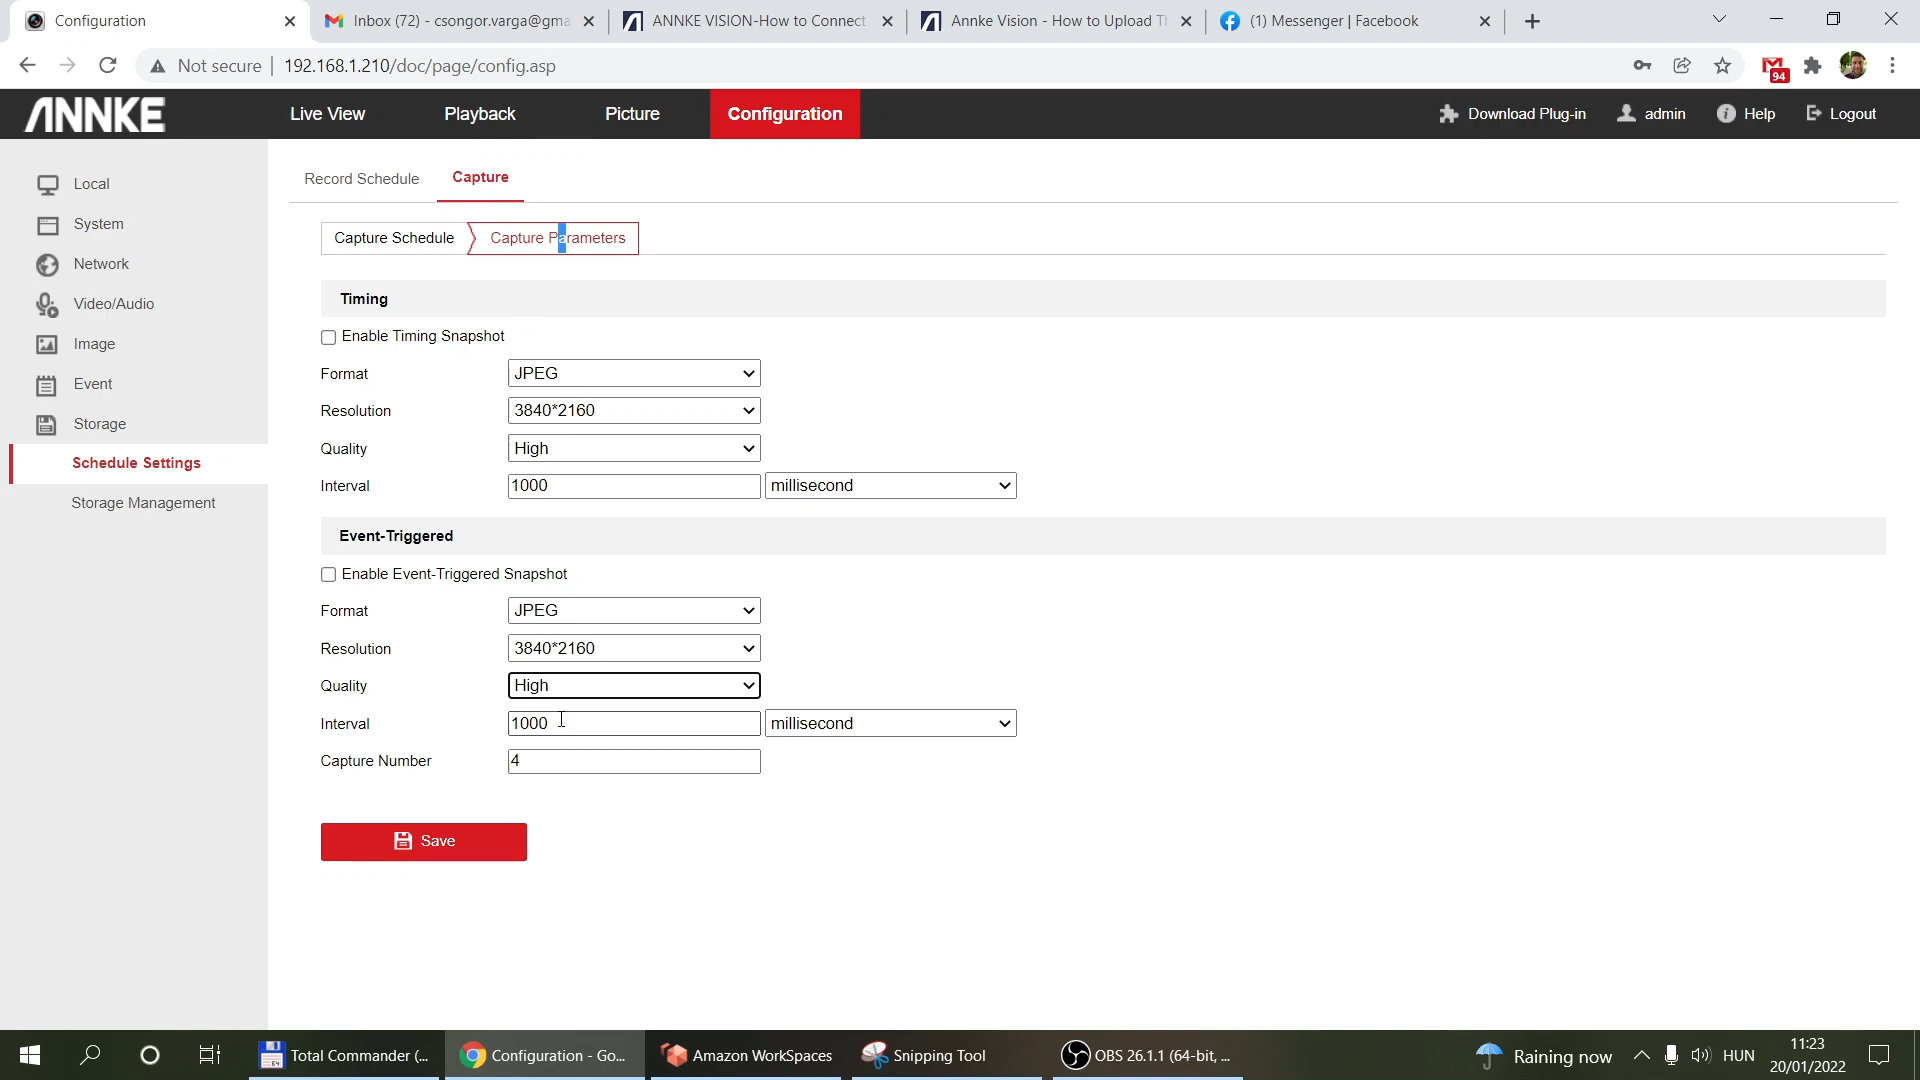 Configuration
Inbox (72) - csongor.varga@gma
ANNKE VISION-How to Connect
Annke Vision - How to Upload Th
(1) Messenger | Facebook
Not secure
192.168.1.210/doc/page/config.asp
94
ANNKE
Live View
Playback
Picture
Configuration
Download Plug-in
admin
Help
Logout
Local
System
Network
Video/Audio
Image
Event
Storage
Schedule Settings
Storage Management
Record Schedule
Capture
Capture Schedule
Capture Parameters
Timing
Enable Timing Snapshot
Format JPEG
Resolution 3840*2160
Quality High
Interval 1000 millisecond
Event-Triggered
Enable Event-Triggered Snapshot
Format JPEG
Resolution 3840*2160
Quality High
Interval 1000 millisecond
Capture Number 4
Save
64
Total Commander (...
Configuration - Go...
Amazon WorkSpaces
Snipping Tool
OBS 26.1.1 (64-bit, ...
Raining now
HUN
11:23
20/01/2022